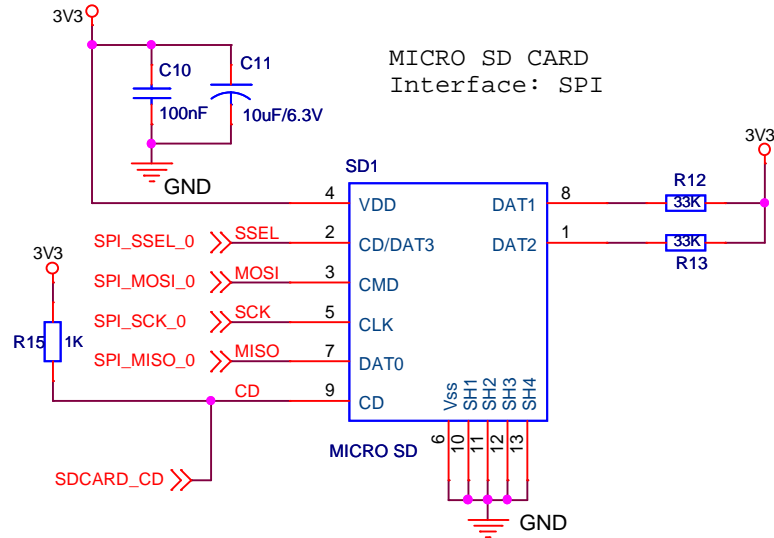 3V3
C10
C11
100nF
10uF/6.3V
GND
MICRO SD CARD
Interface: SPI
3V3
SD1
4
VDD
DAT1
8
R12
33K
SPI_SSEL_0
SSEL
2
CD/DAT3
DAT2
1
33K
R13
3V3
SPI_MOSI_0
MOSI
3
CMD
SPI_SCK_0
SCK
5
CLK
R15
1K
SPI_MISO_0
MISO
7
DAT0
CD
9
CD
Vss
SH1
SH2
SH3
SH4
6
10
11
12
13
MICRO SD
SDCARD_CD
GND